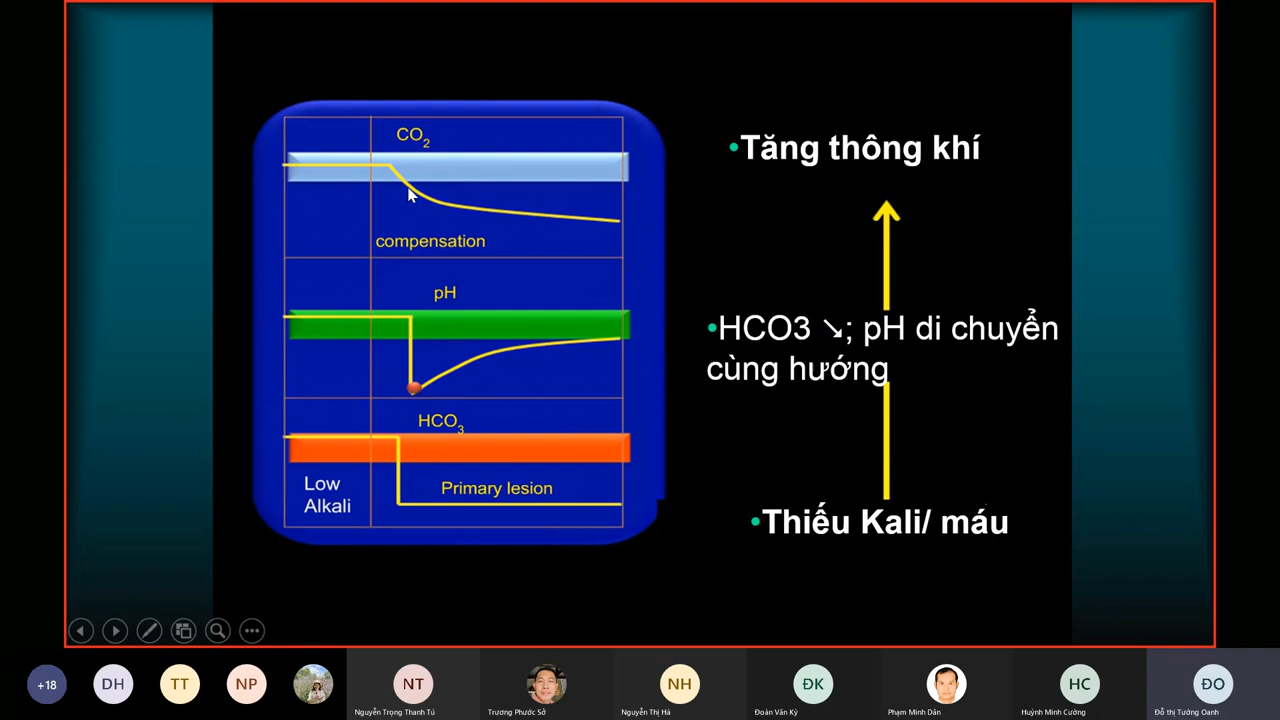 CO2
compensation
pH
HCO3
Low
Alkali
Primary lesion
•Tăng thông khí
•HCO3 ↘; pH di chuyển
cùng hướng
•Thiếu Kali/ máu
+18
DH
TT
NP
NT
NH
ĐK
HC
ĐO
Nguyễn Trọng Thanh Tú
Trương Phước Sở
Nguyễn Thị Hà
Đoàn Văn Kỳ
Phạm Minh Dân
Huỳnh Minh Cường
Đỗ thị Tường Oanh